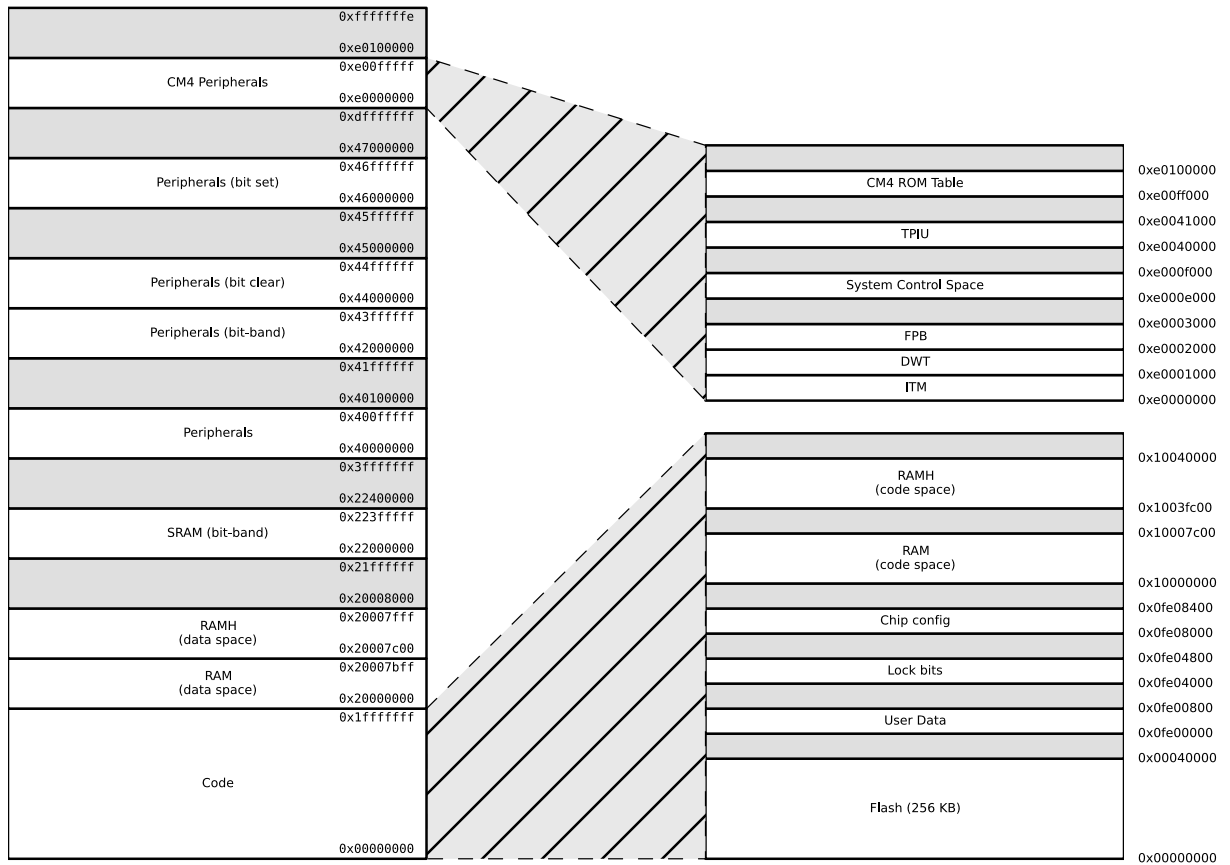 0xfffffffe
0xe0100000
0xe00fffff
CM4 Peripherals
0xe0000000
0xdfffffff
0x47000000
0x46ffffff
Peripherals (bit set)
0x46000000
0x45ffffff
0x45000000
0x44ffffff
Peripherals (bit clear)
0x44000000
0x43ffffff
Peripherals (bit-band)
0x42000000
0x41ffffff
0x40100000
0x400fffff
Peripherals
0x40000000
0x3fffffff
0x22400000
0x223fffff
SRAM (bit-band)
0x22000000
0x21ffffff
0x20008000
0x20007fff
RAMH
(data space)
0x20007c00
0x20007bff
RAM
(data space)
0x20000000
0x1fffffff
Code
0x00000000
0xe0100000
CM4 ROM Table
0xe00ff000
0xe0041000
TPIU
0xe0040000
0xe000f000
System Control Space
0xe000e000
0xe0003000
FPB
0xe0002000
DWT
0xe0001000
ITM
0xe0000000
0x10040000
RAMH
(code space)
0x1003fc00
0x10007c00
RAM
(code space)
0x10000000
0x0fe08400
Chip config
0x0fe08000
0x0fe04800
Lock bits
0x0fe04000
0x0fe00800
User Data
0x0fe00000
0x00040000
Flash (256 KB)
0x00000000